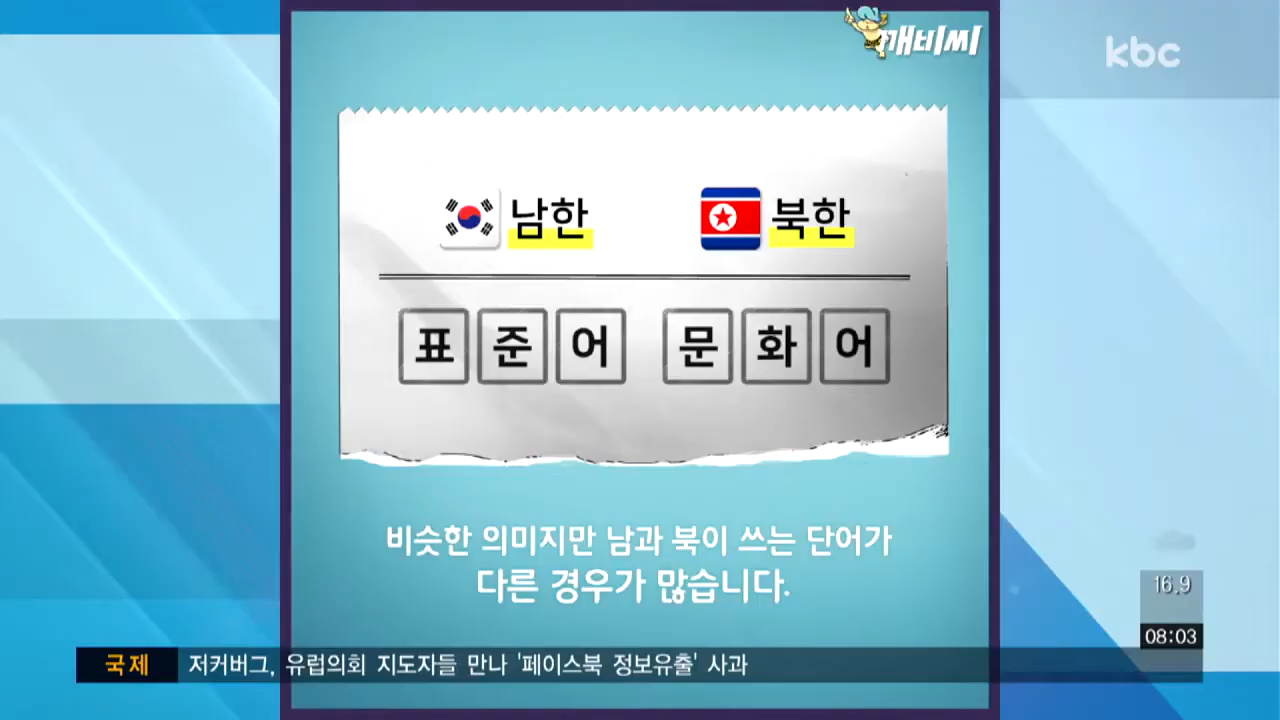 깨비씨
kbc
남한 북한
표준어 문화어
비슷한 의미지만 남과 북이 쓰는 단어가
다른 경우가 많습니다.
16.9
08:03
국제 저커버그, 유럽의회 지도자들 만나 '페이스북 정보유출' 사과